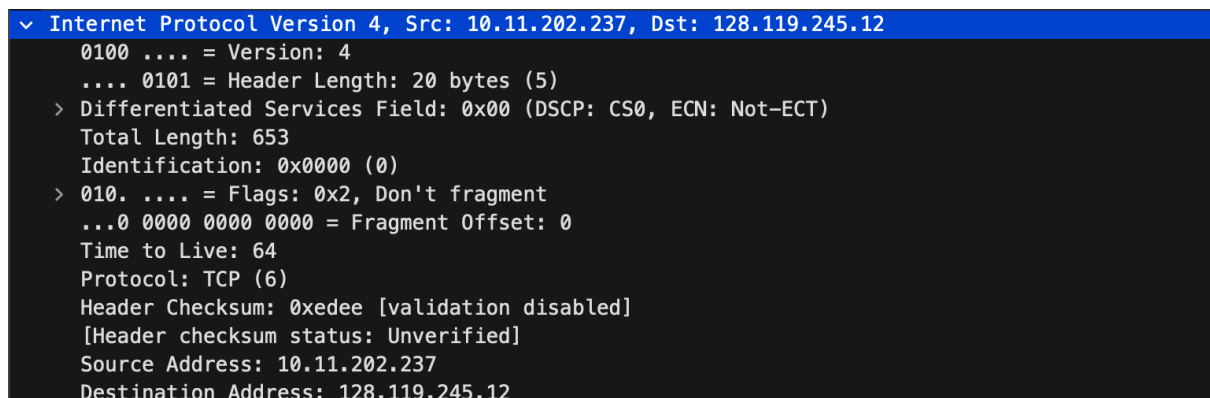 Internet Protocol Version 4, Src: 10.11.202.237, Dst: 128.119.245.12
0100 .... = Version: 4
.... 0101 = Header Length: 20 bytes (5)
Differentiated Services Field: 0x00 (DSCP: CS0, ECN: Not-ECT)
Total Length: 653
Identification: 0x0000 (0)
010. .... = Flags: 0x2, Don't fragment
...0 0000 0000 0000 = Fragment Offset: 0
Time to Live: 64
Protocol: TCP (6)
Header Checksum: 0xedee [validation disabled]
[Header checksum status: Unverified]
Source Address: 10.11.202.237
Destination Address: 128.119.245.12